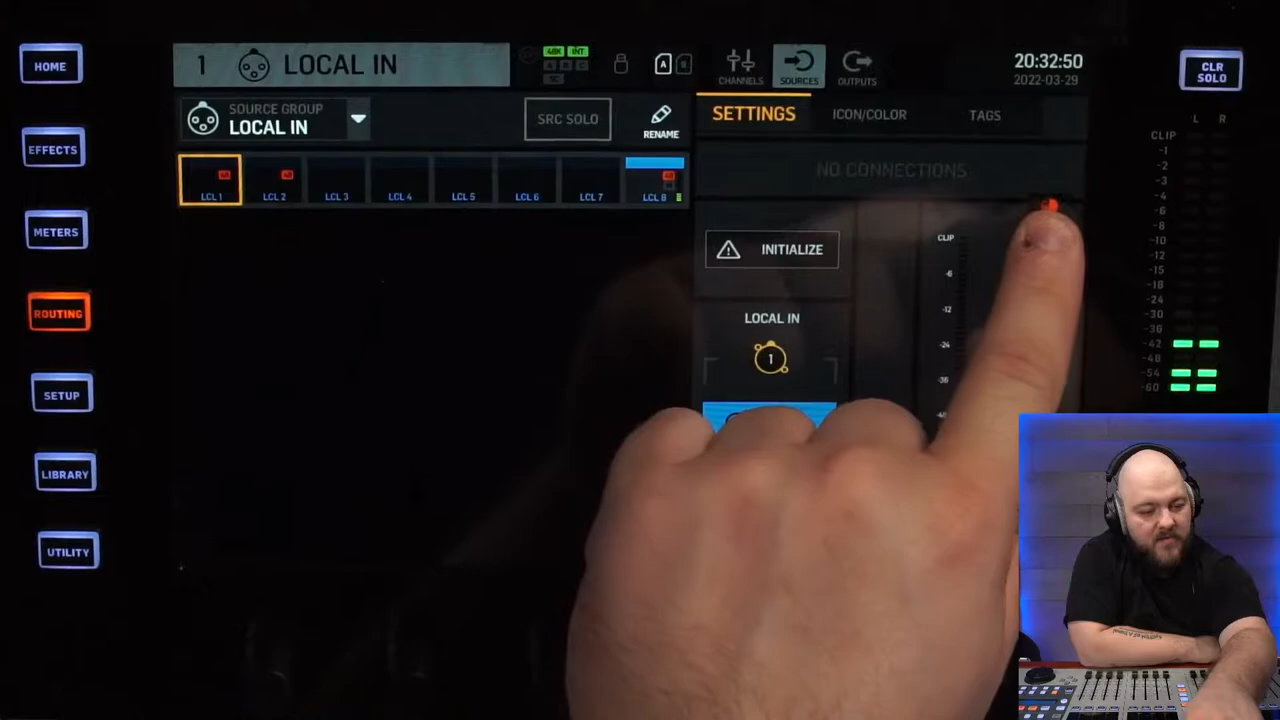 HOME
EFFECTS
METERS
ROUTING
SETUP
LIBRARY
UTILITY
1 LOCAL IN
48K INT
A B C
SC
A B
CHANNELS
SOURCES
OUTPUTS
20:32:50
2022-03-29
CLR
SOLO
SOURCE GROUP
LOCAL IN
SRC SOLO
RENAME
SETTINGS
ICON/COLOR
TAGS
LCL 1
LCL 2
LCL 3
LCL 4
LCL 5
LCL 6
LCL 7
LCL 8
NO CONNECTIONS
INITIALIZE
LOCAL IN
1
CLIP
-6
-12
-24
-36
L R
CLIP
-1
-2
-3
-4
-6
-8
-10
-12
-15
-18
-24
-30
-36
-42
-48
-54
-60